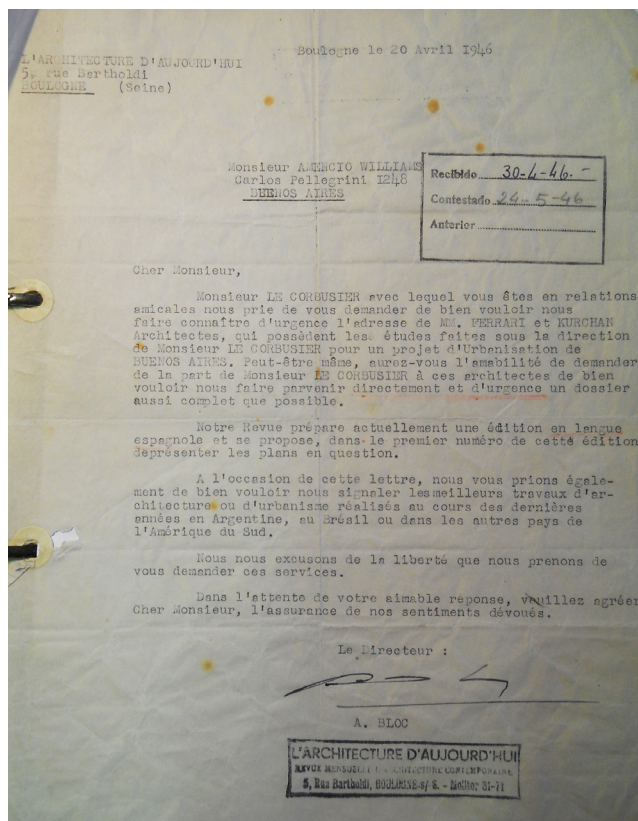 Boulogne le 20 Avril 1946
L'ARCHITECTURE D'AUJOURD'HUI
5, rue Bartholdi
BOULOGNE (Seine)
Monsieur AMENCIO WILLIAMS
Carlos Pellegrini 1248
BUENOS AIRES
Recibido 30-4-46.-
Contestado 24-5-46
Anterior
Cher Monsieur,
Monsieur LE CORBUSIER avec lequel vous êtes en relations
amicales nous prie de vous demander de bien vouloir nous
faire connaître d'urgence l'adresse de MM. FERRARI et KURCHAN
Architectes, qui possèdent les études faites sous la direction
de Monsieur LE CORBUSIER pour un projet d'Urbanisation de
BUENOS AIRES. Peut-être même, aurez-vous l'amabilité de demander
de la part de Monsieur LE CORBUSIER à ces architectes de bien
vouloir nous faire parvenir directement et d'urgence un dossier
aussi complet que possible.
Notre Revue prépare actuellement une édition en langue
espagnole et se propose, dans le premier numéro de cette édition
deprésenter les plans en question.
A l'occasion de cette lettre, nous vous prions égale-
ment de bien vouloir nous signaler lesmeilleurs travaux d'ar-
chitecture ou d'urbanisme réalisés au cours des dernières
années en Argentine, au Brésil ou dans les autres pays de
l'Amérique du Sud.
Nous nous excusons de la liberté que nous prenons de
vous demander ces services.
Dans l'attente de votre aimable réponse, veuillez agréer
Cher Monsieur, l'assurance de nos sentiments dévoués.
Le Directeur :
A. BLOC
L'ARCHITECTURE D'AUJOURD'HUI
REVUE MENSUELLE D'ARCHITECTURE CONTEMPORAINE
5, Rue Bartholdi, BOULOGNE-s/-S. - Molitor 31-71